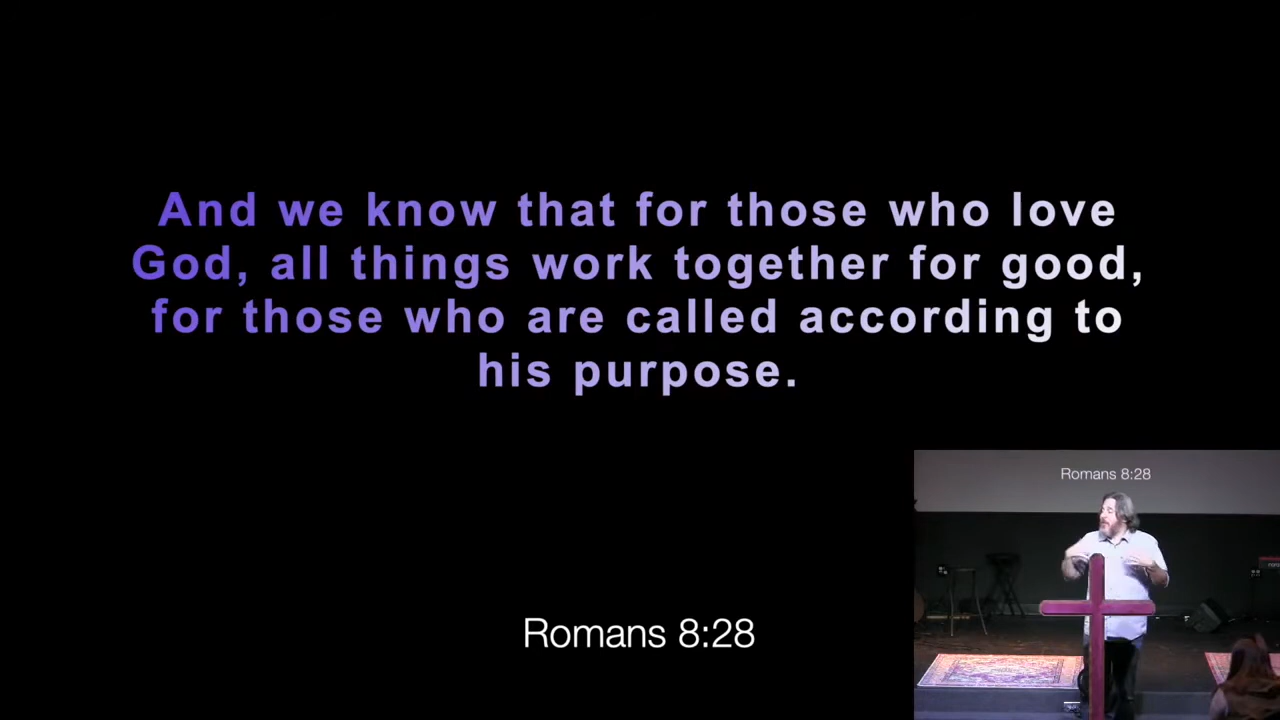 And we know that for those who love
God, all things work together for good,
for those who are called according to
his purpose.
Romans 8:28
Romans 8:28